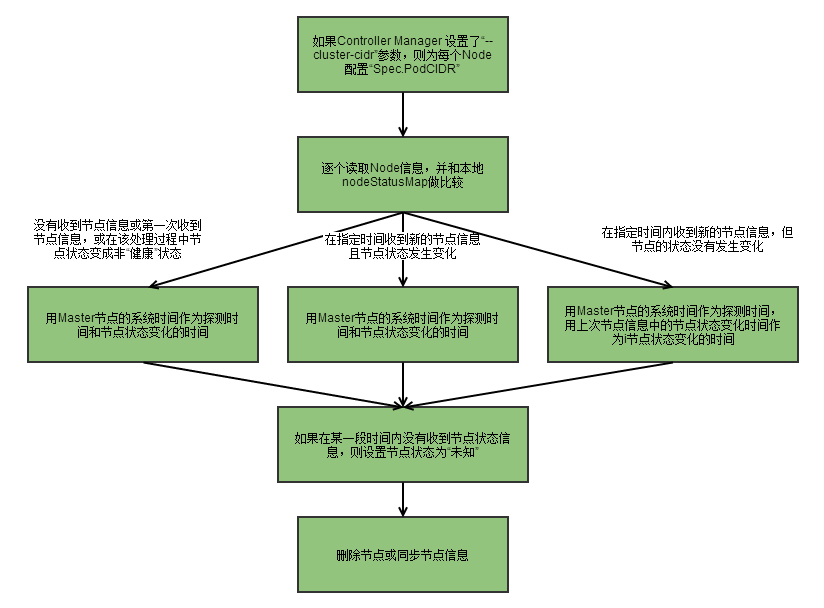 如果Controller Manager 设置了“--
cluster-cidr”参数，则为每个Node
配置“Spec.PodCIDR”
逐个读取Node信息，并和本地
nodeStatusMap做比较
没有收到节点信息或第一次收到
节点信息，或在该处理过程中节
点状态变成非“健康”状态
在指定时间收到新的节点信息
且节点状态发生变化
在指定时间内收到新的节点信息，但
节点的状态没有发生变化
用Master节点的系统时间作为探测时
间和节点状态变化的时间
用Master节点的系统时间作为探测时
间和节点状态变化的时间
用Master节点的系统时间作为探测时间，
用上次节点信息中的节点状态变化时间作
为i节点状态变化的时间
如果在某一段时间内没有收到节点状态信
息，则设置节点状态为“未知”
删除节点或同步节点信息